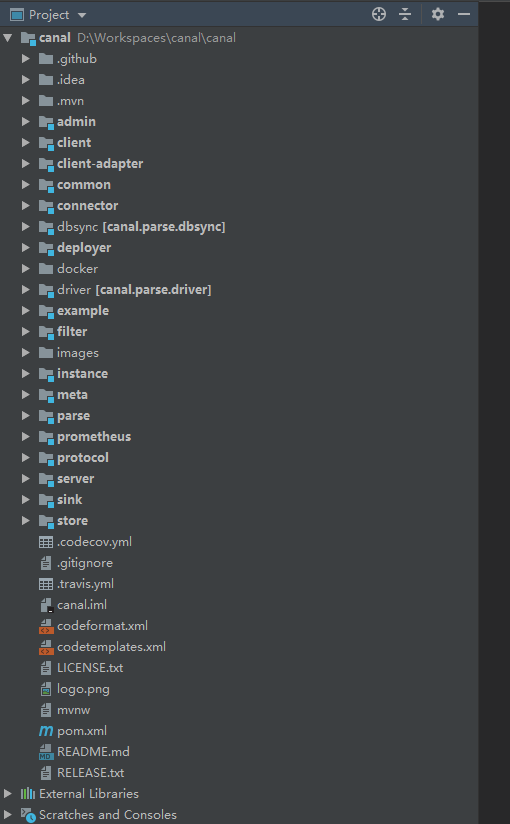 Project
canal D:\Workspaces\canal\canal
.github
.idea
.mvn
admin
client
client-adapter
common
connector
dbsync [canal.parse.dbsync]
deployer
docker
driver [canal.parse.driver]
example
filter
images
instance
meta
parse
prometheus
protocol
server
sink
store
.codecov.yml
.gitignore
.travis.yml
canal.iml
codeformat.xml
codetemplates.xml
LICENSE.txt
logo.png
mvnw
pom.xml
README.md
RELEASE.txt
External Libraries
Scratches and Consoles